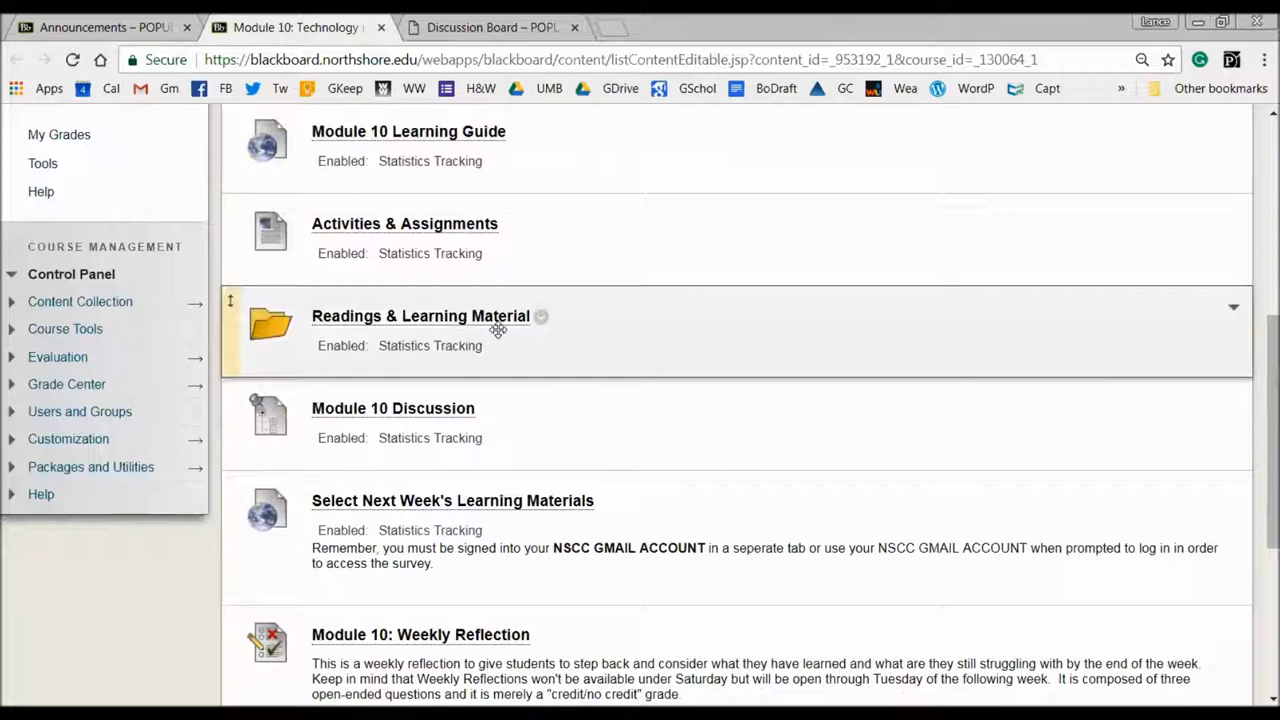 Announcements – POPU
Module 10: Technology
Discussion Board – POPL
Lance
Secure https://blackboard.northshore.edu/webapps/blackboard/content/listContentEditable.jsp?content_id=_953192_1&course_id=_130064_1
Apps Cal Gm FB Tw GKeep WW H&W UMB GDrive GSchol BoDraft GC Wea WordP Capt » Other bookmarks
My Grades
Tools
Help
COURSE MANAGEMENT
Control Panel
Content Collection
Course Tools
Evaluation
Grade Center
Users and Groups
Customization
Packages and Utilities
Help
Module 10 Learning Guide
Enabled: Statistics Tracking
Activities & Assignments
Enabled: Statistics Tracking
Readings & Learning Material
Enabled: Statistics Tracking
Module 10 Discussion
Enabled: Statistics Tracking
Select Next Week's Learning Materials
Enabled: Statistics Tracking
Remember, you must be signed into your NSCC GMAIL ACCOUNT in a seperate tab or use your NSCC GMAIL ACCOUNT when prompted to log in in order
to access the survey.
Module 10: Weekly Reflection
This is a weekly reflection to give students to step back and consider what they have learned and what are they still struggling with by the end of the week.
Keep in mind that Weekly Reflections won't be available under Saturday but will be open through Tuesday of the following week. It is composed of three
open-ended questions and it is merely a "credit/no credit" grade.